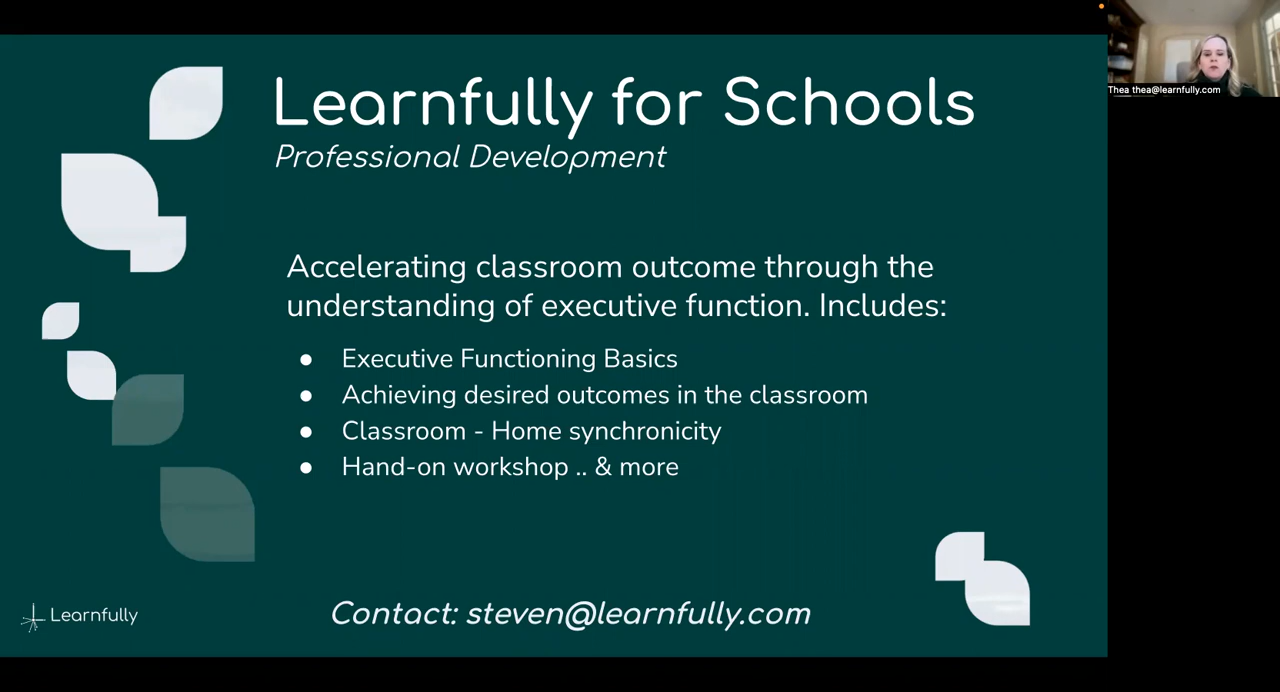 Learnfully for Schools
Professional Development
Thea thea@learnfully.com
Accelerating classroom outcome through the
understanding of executive function. Includes:
● Executive Functioning Basics
● Achieving desired outcomes in the classroom
● Classroom - Home synchronicity
● Hand-on workshop .. & more
Learnfully
Contact: steven@learnfully.com